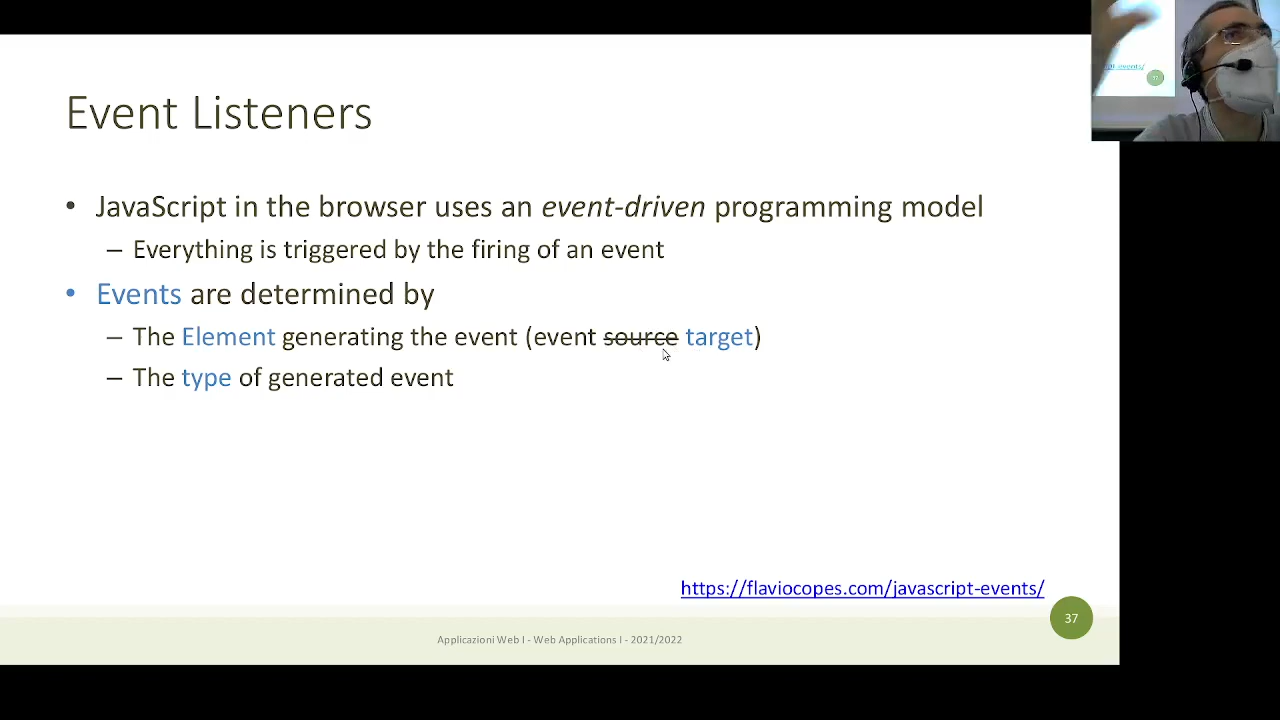 Event Listeners
• JavaScript in the browser uses an event-driven programming model
– Everything is triggered by the firing of an event
• Events are determined by
– The Element generating the event (event source target)
– The type of generated event
https://flaviocopes.com/javascript-events/
37
Applicazioni Web I - Web Applications I - 2021/2022